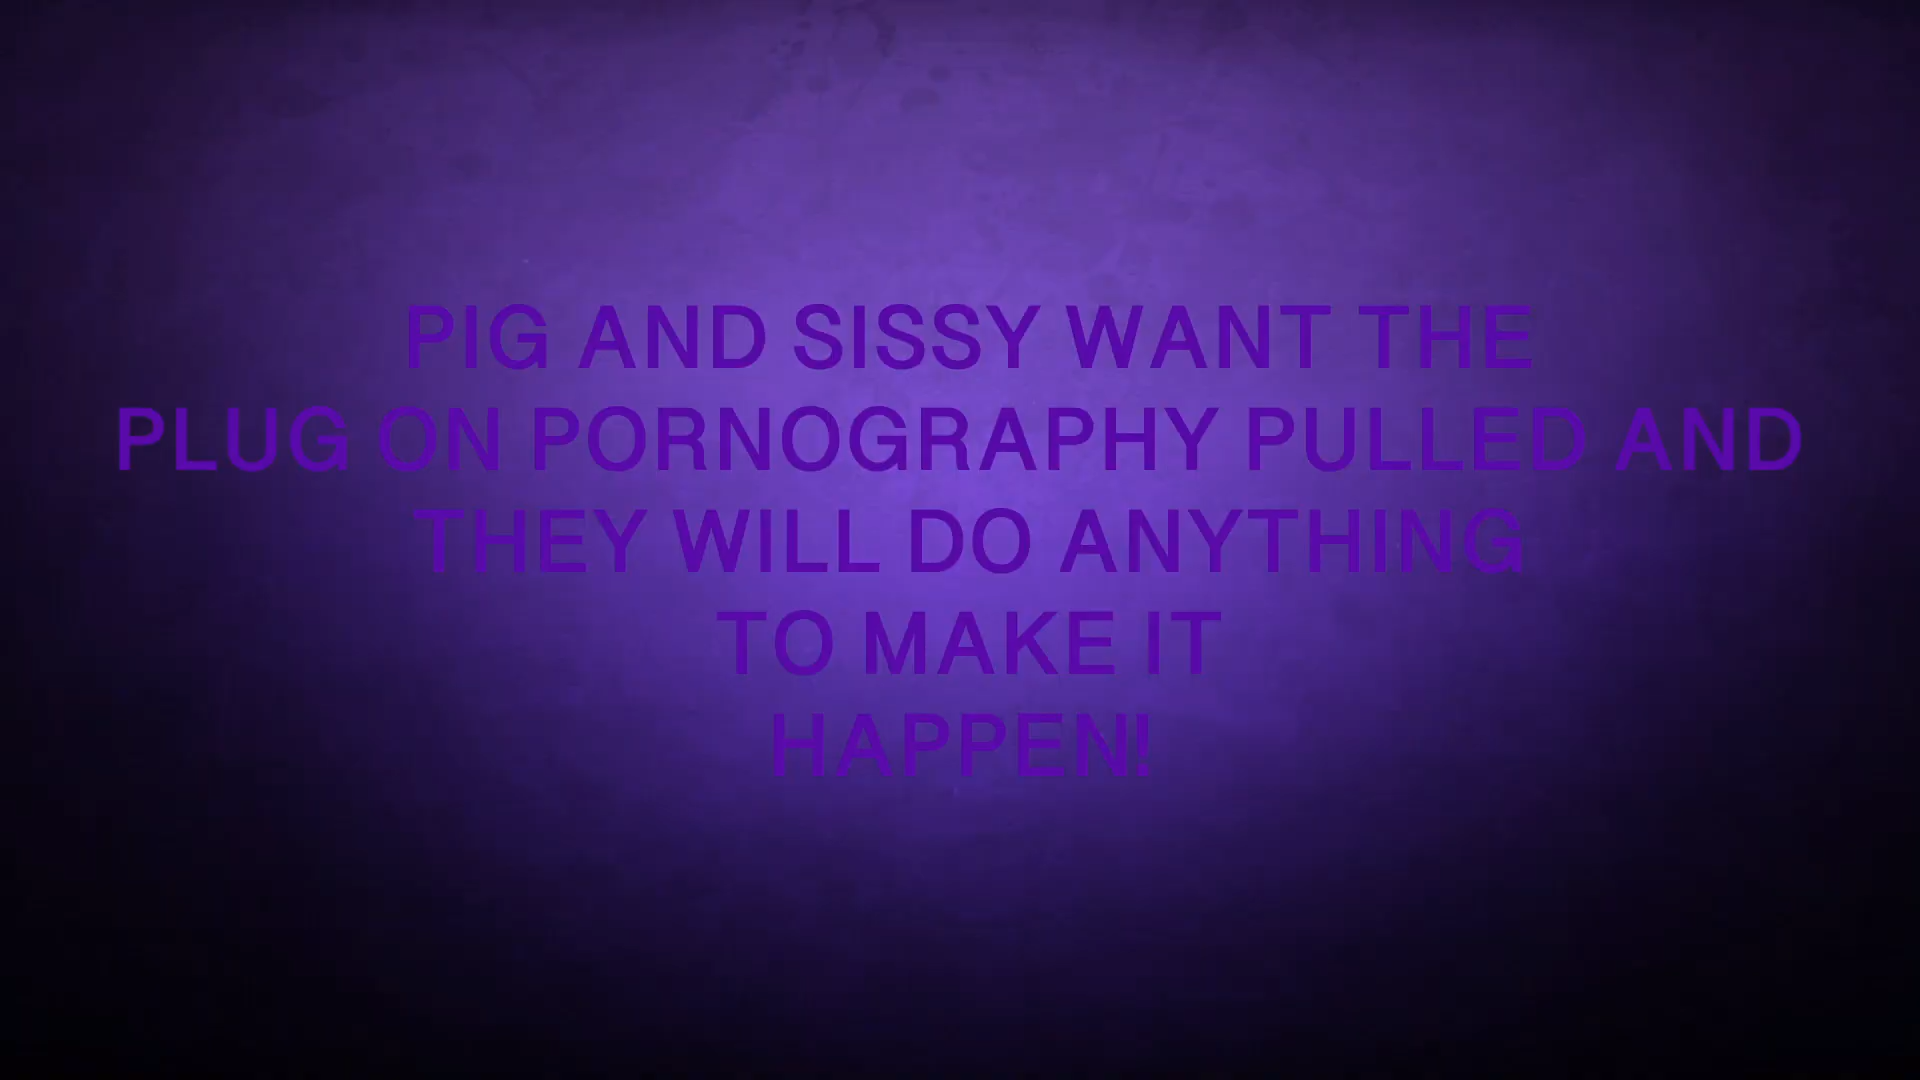 PIG AND SISSY WANT THE
PLUG ON PORNOGRAPHY PULLED AND
THEY WILL DO ANYTHING
TO MAKE IT
HAPPEN!